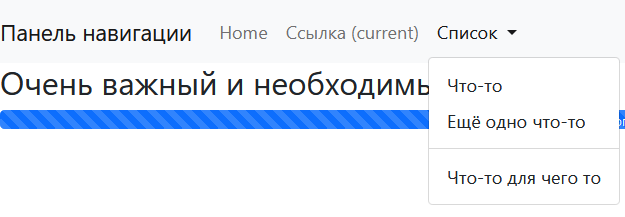 Панель навигации Home Ссылка (current) Список
Очень важный и необходимы
Что-то
Ещё одно что-то
Что-то для чего то